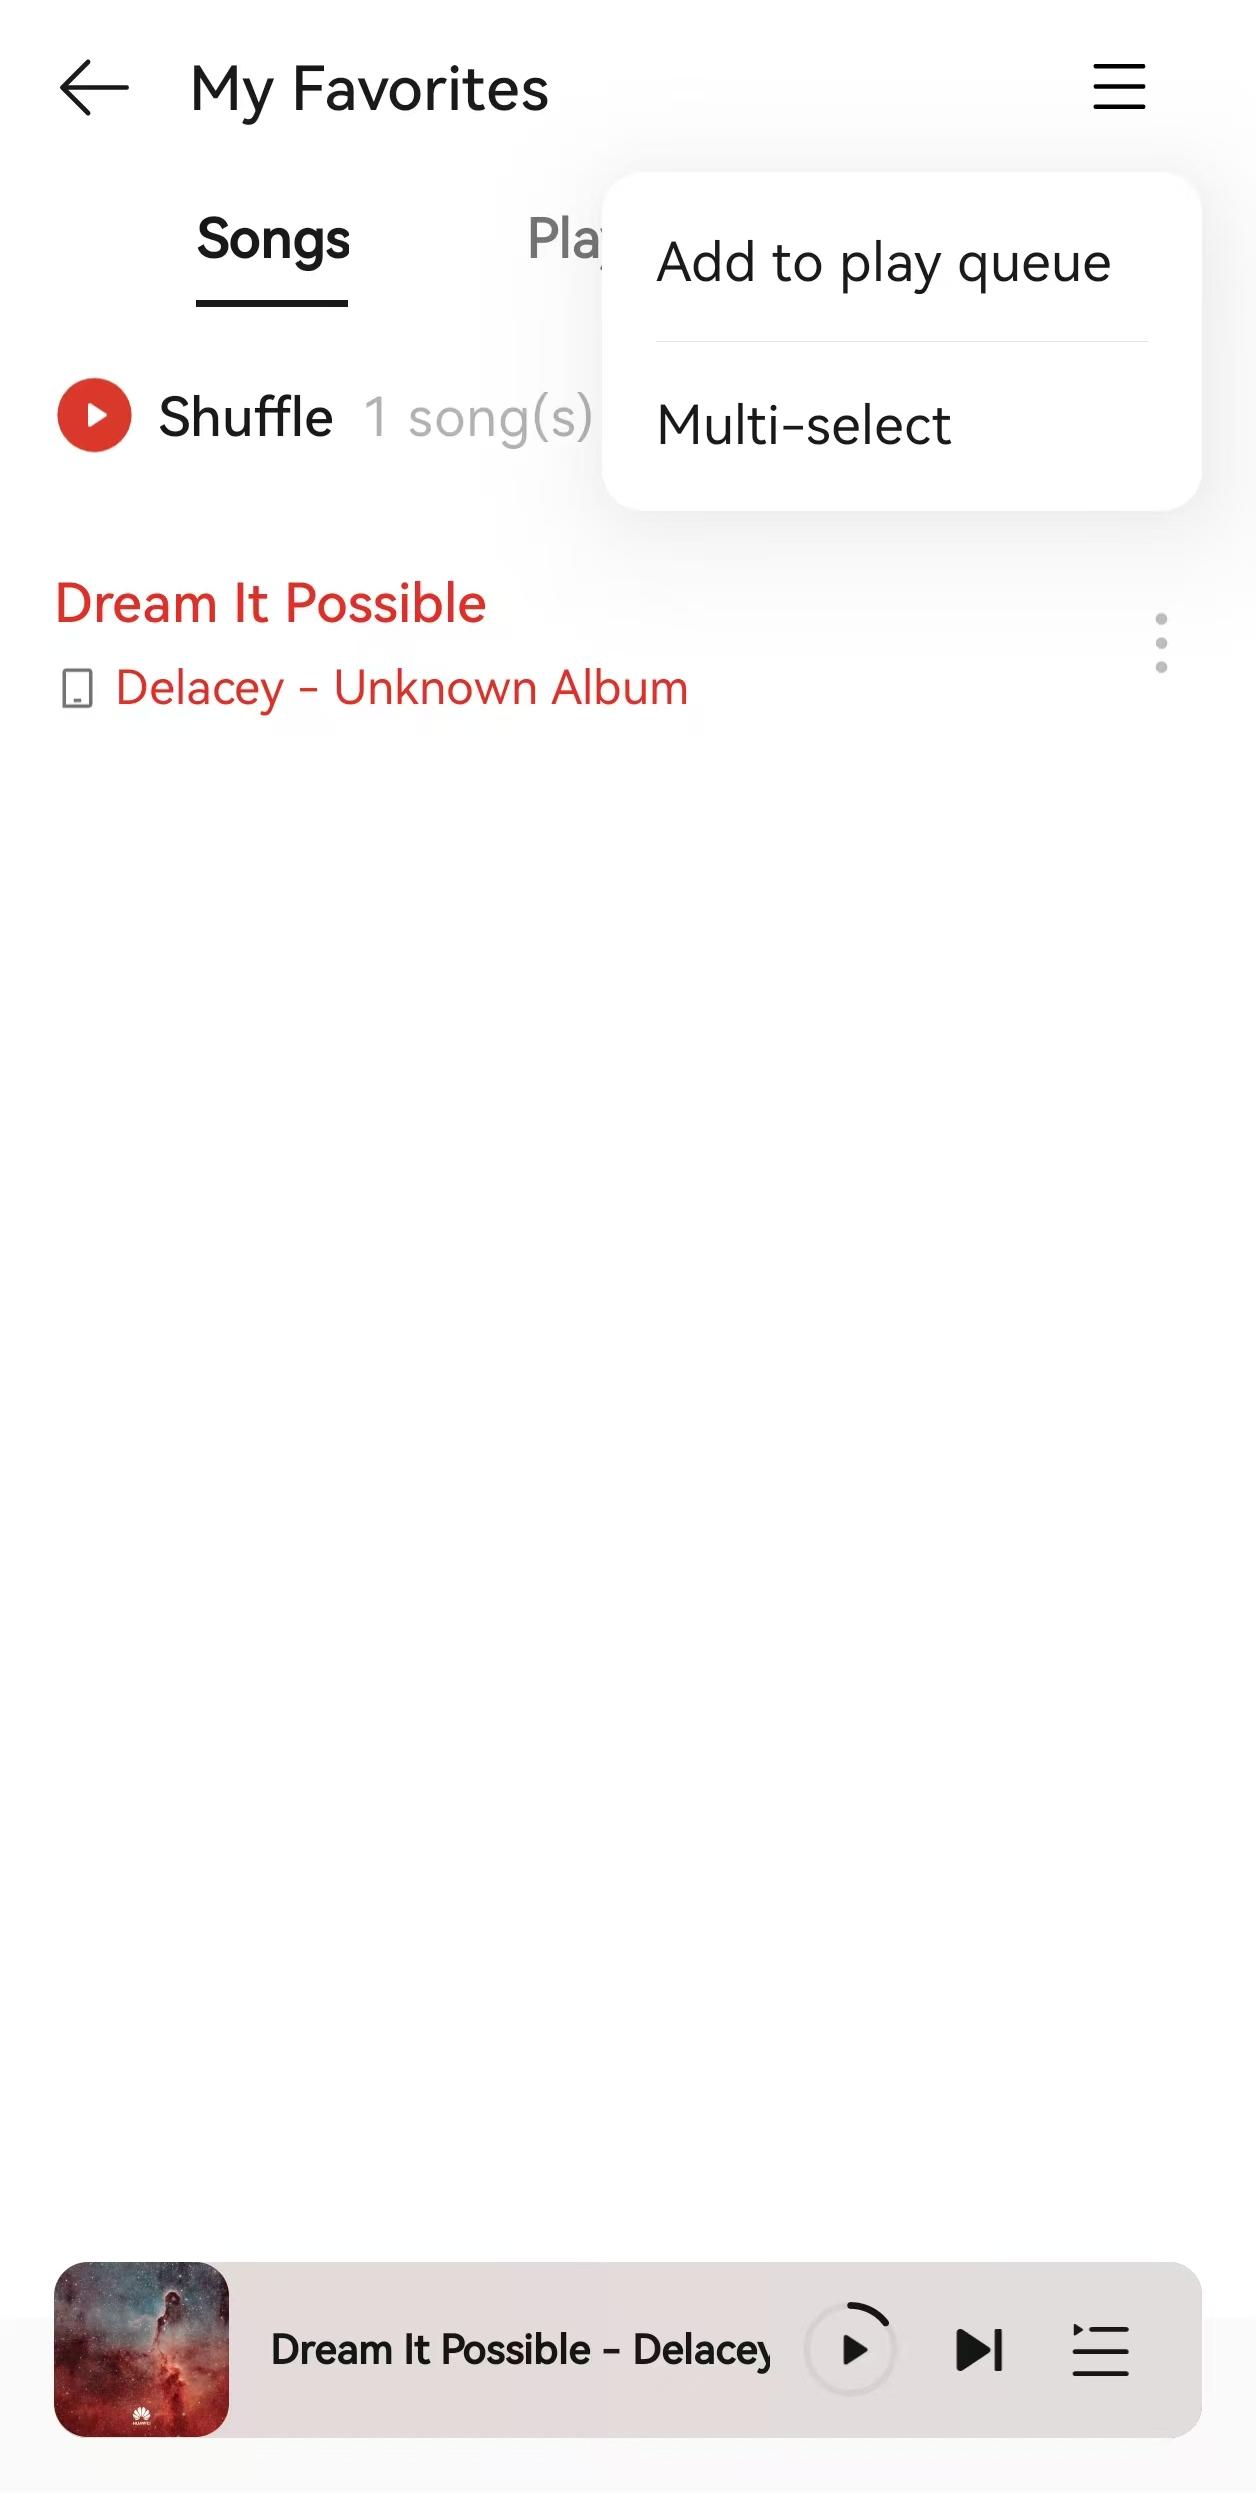 My Favorites
Songs
Add to play queue
Shuffle 1 song(s)
Multi-select
Dream It Possible
Delacey - Unknown Album
Dream It Possible - Delacey
HUAWEI